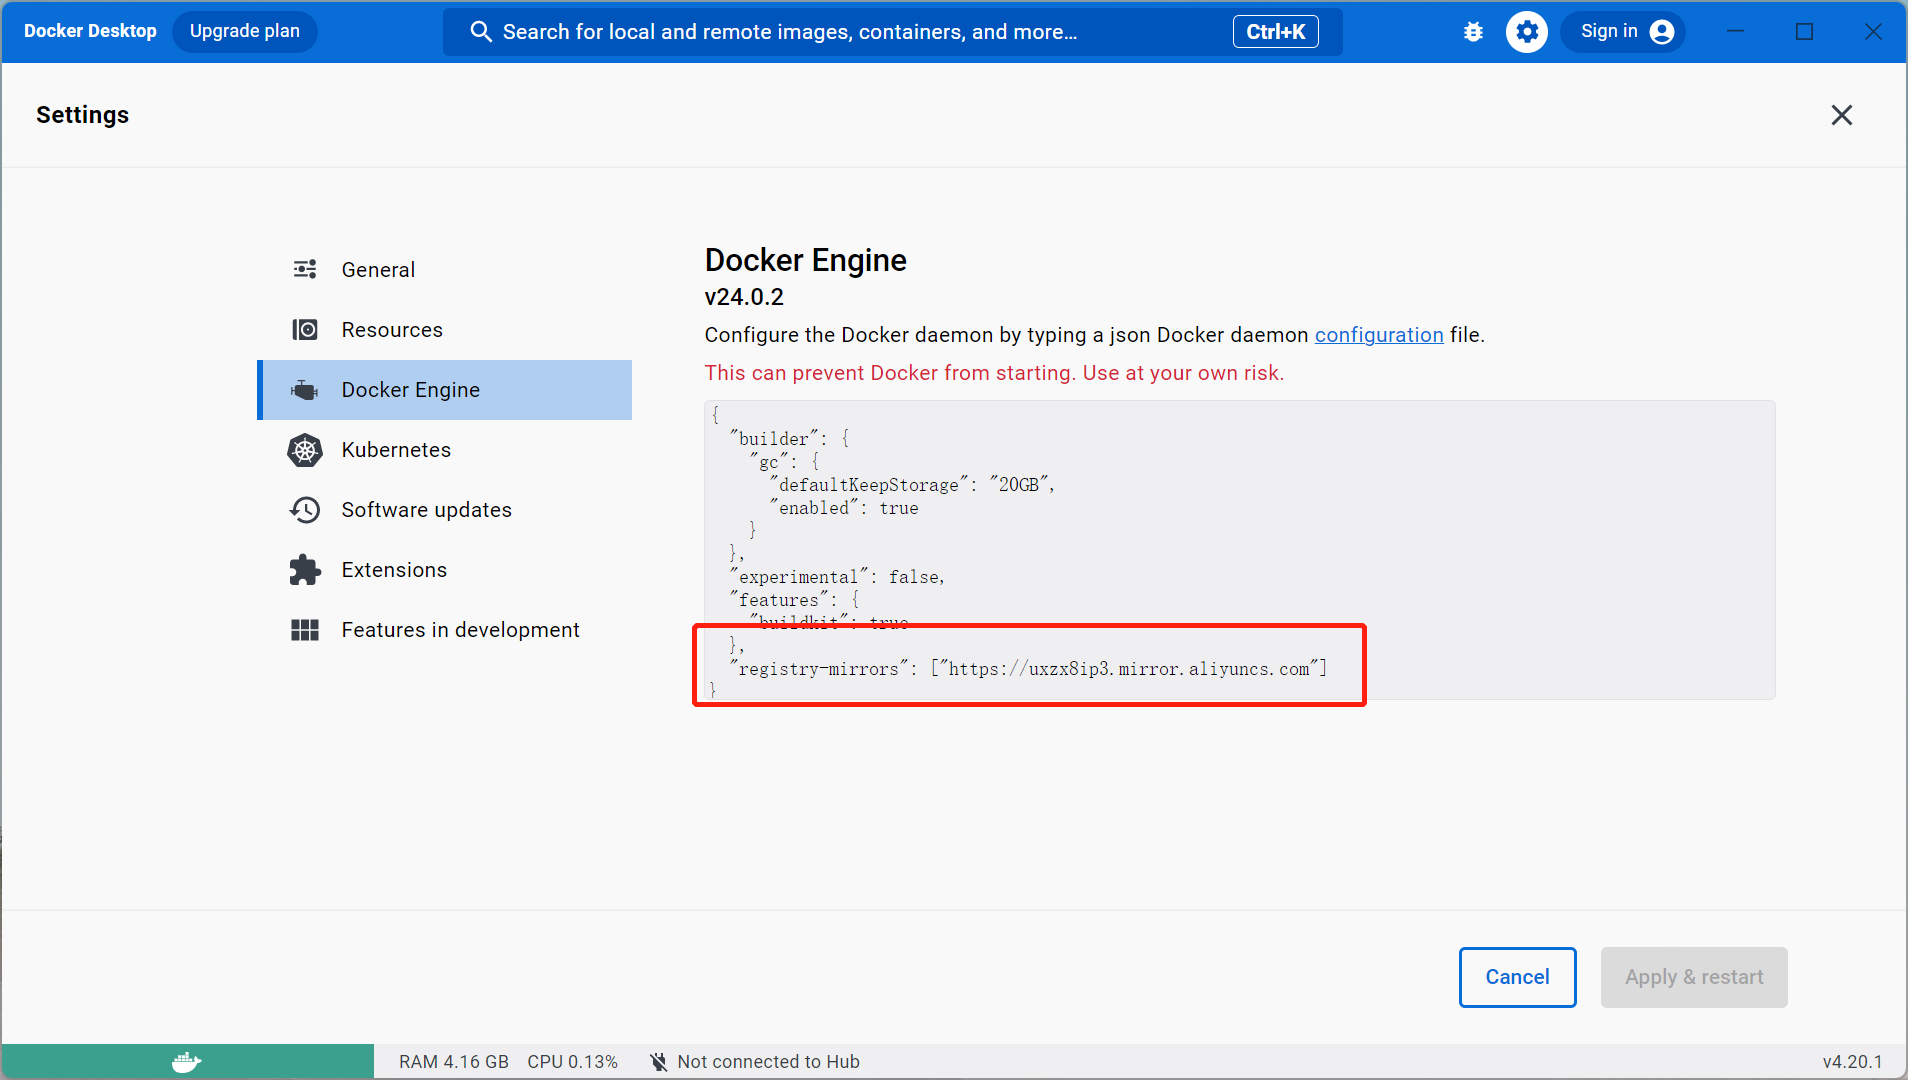 Docker Desktop
Upgrade plan
Search for local and remote images, containers, and more...
Ctrl+K
Sign in
Settings
General
Resources
Docker Engine
Kubernetes
Software updates
Extensions
Features in development
Docker Engine
v24.0.2
Configure the Docker daemon by typing a json Docker daemon configuration file.
This can prevent Docker from starting. Use at your own risk.
{
  "builder": {
    "gc": {
      "defaultKeepStorage": "20GB",
      "enabled": true
    }
  },
  "experimental": false,
  "features": {
    "buildkit": true
  },
  "registry-mirrors": ["https://uxzx8ip3.mirror.aliyuncs.com"]
}
Cancel
Apply & restart
RAM 4.16 GB CPU 0.13%
Not connected to Hub
v4.20.1